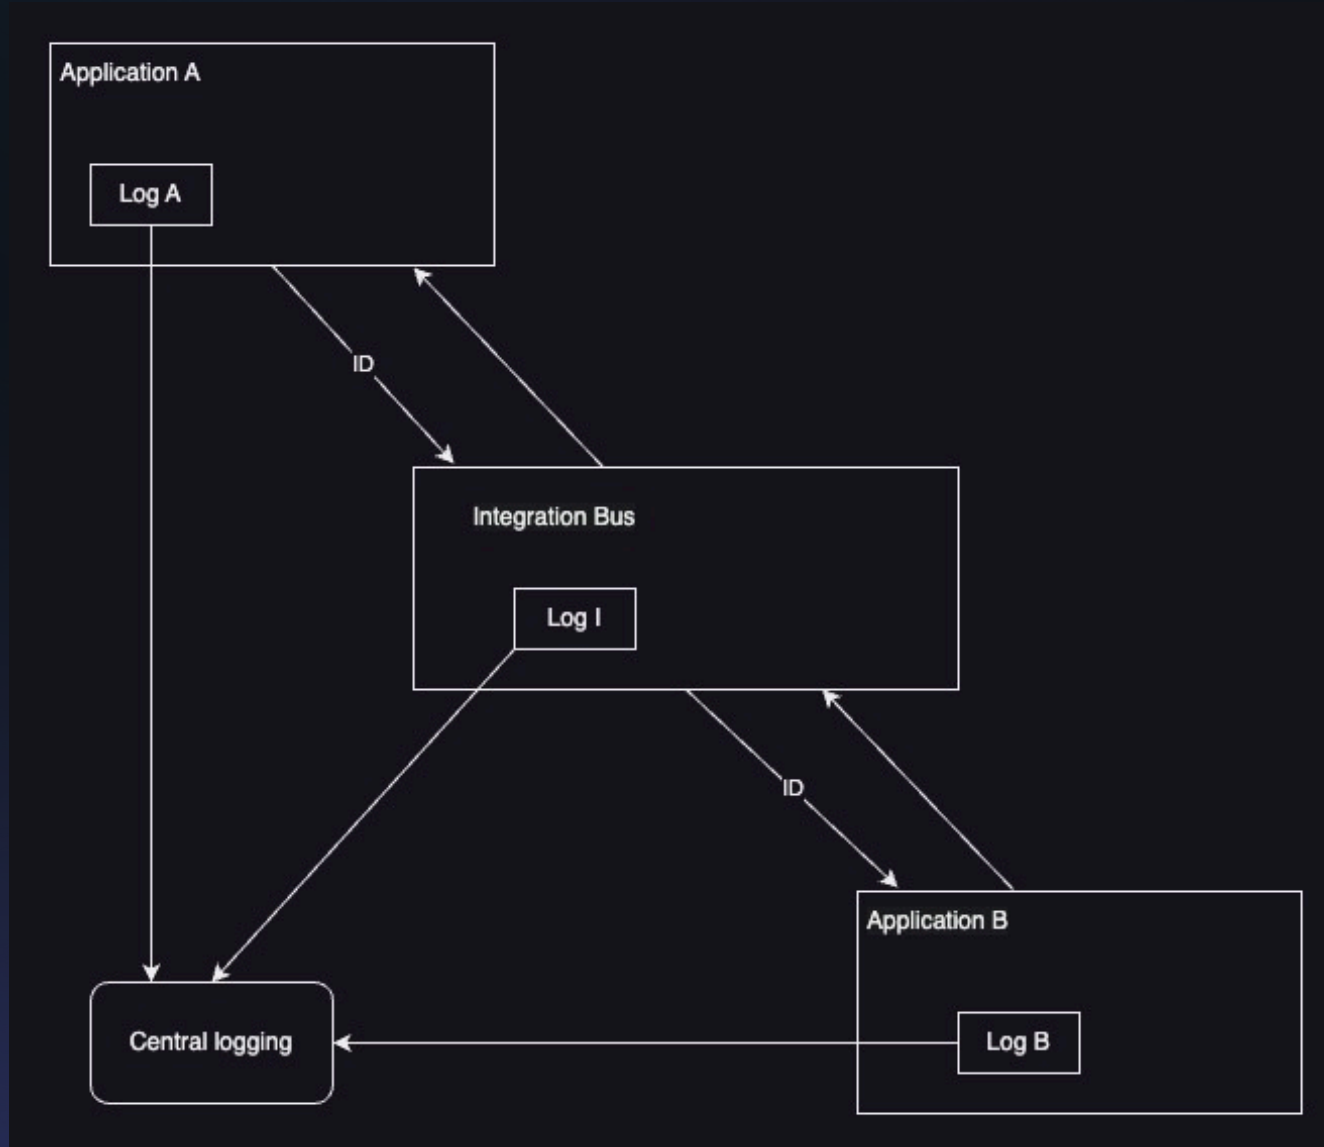 Application A
Log A
ID
Integration Bus
Log I
ID
Application B
Central logging
Log B